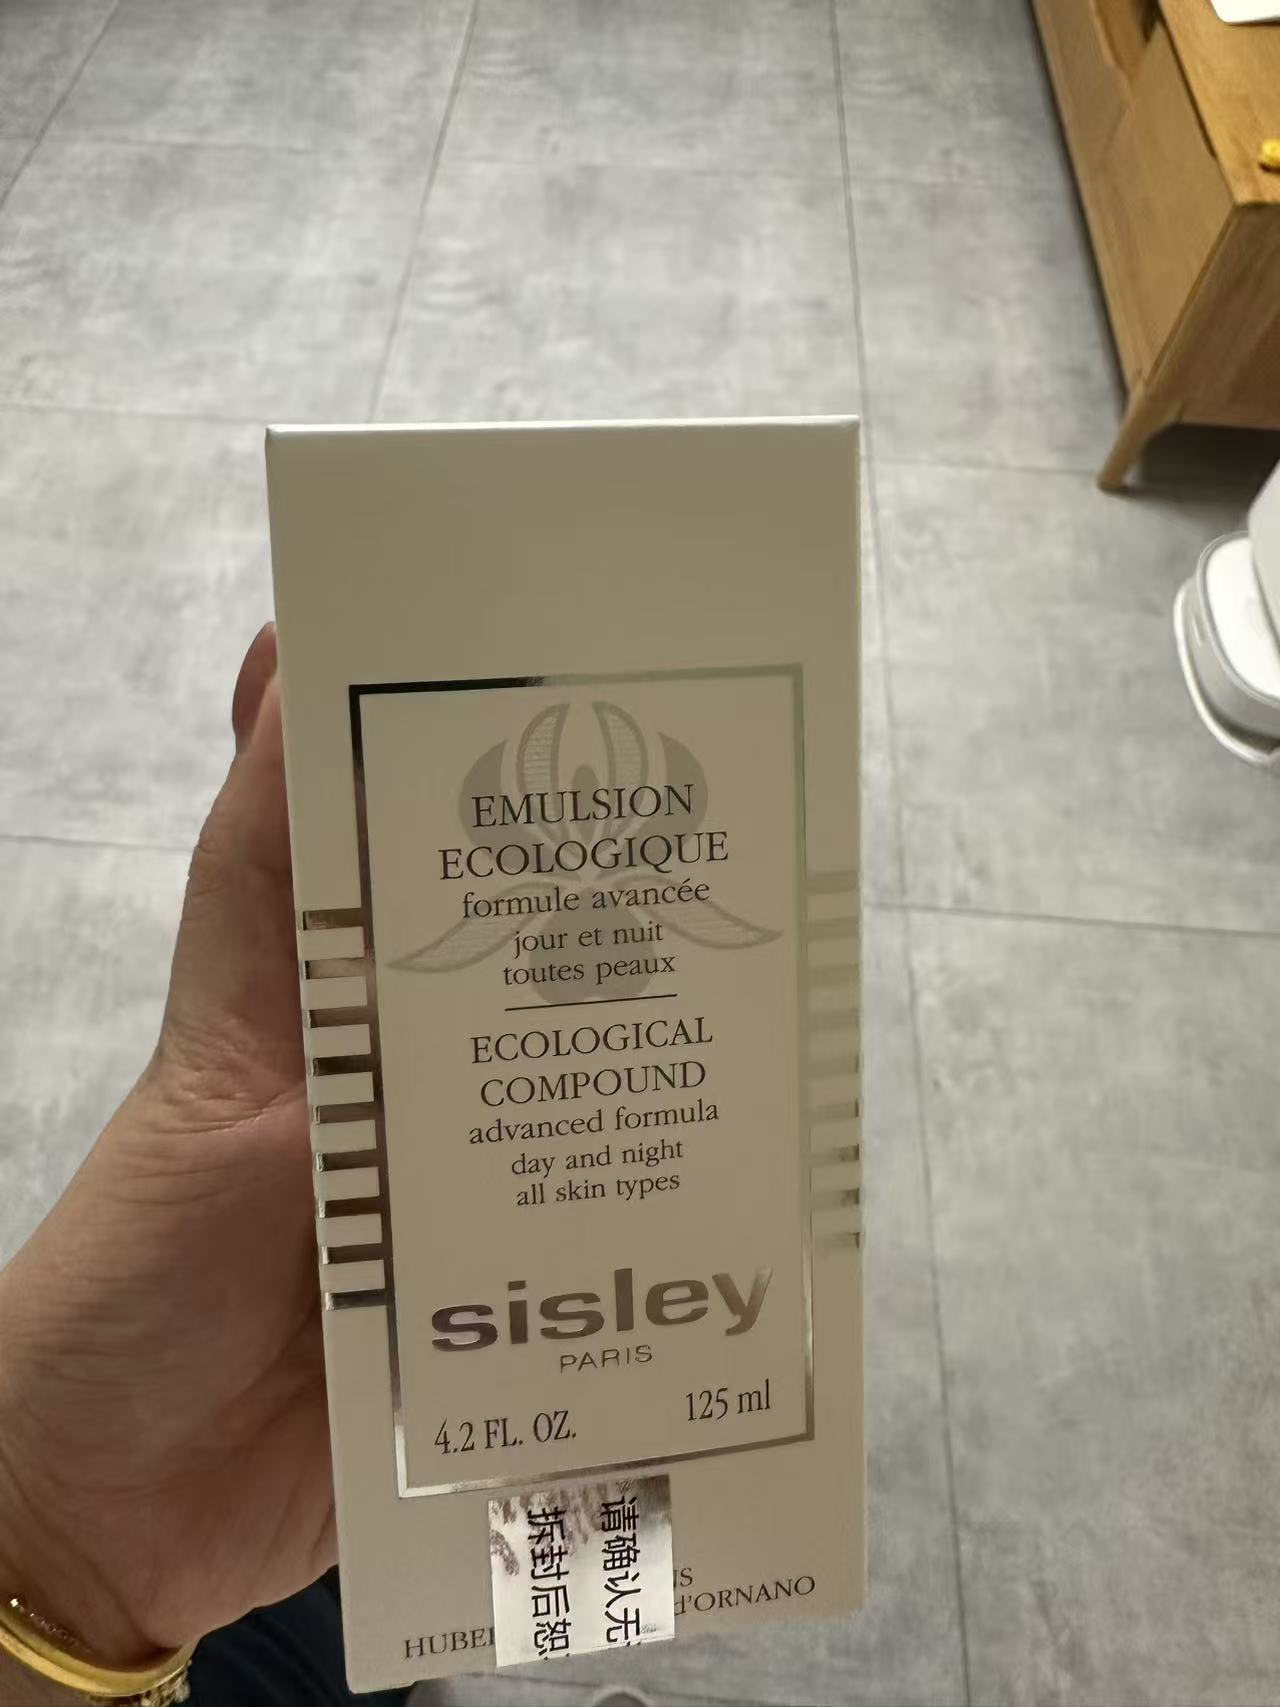 EMULSION
ECOLOGIQUE
formule avancée
jour et nuit
toutes peaux
ECOLOGICAL
COMPOUND
advanced formula
day and night
all skin types
sisley
PARIS
4.2 FL. OZ. 125 ml
请确认无
拆封后恕
d'ORNANO